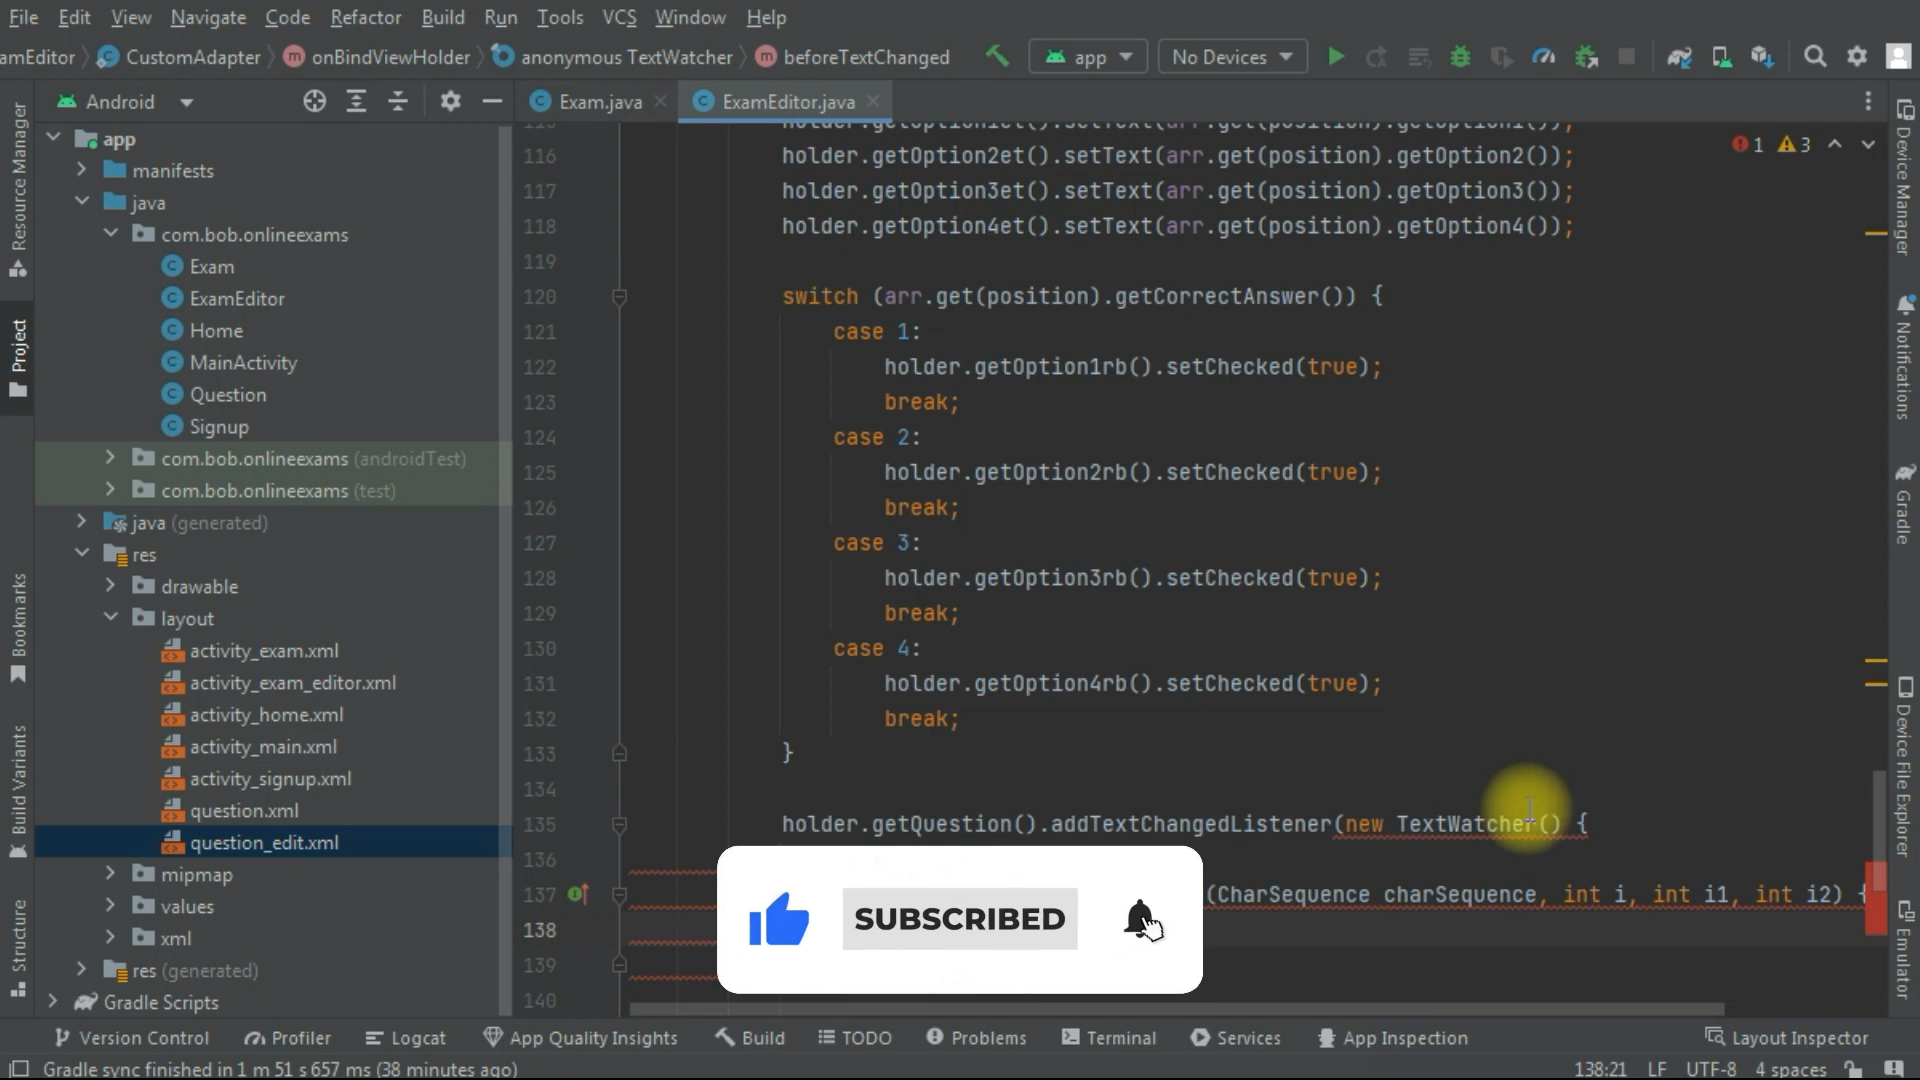 File Edit View Navigate Code Refactor Build Run Tools VCS Window Help
amEditor CustomAdapter onBindViewHolder anonymous TextWatcher beforeTextChanged app No Devices
Android Exam.java ExamEditor.java
Resource Manager
Project
Bookmarks
Build Variants
Structure
app
manifests
java
com.bob.onlineexams
Exam
ExamEditor
Home
MainActivity
Question
Signup
com.bob.onlineexams (androidTest)
com.bob.onlineexams (test)
java (generated)
res
drawable
layout
activity_exam.xml
activity_exam_editor.xml
activity_home.xml
activity_main.xml
activity_signup.xml
question.xml
question_edit.xml
mipmap
values
xml
res (generated)
Gradle Scripts
115 holder.getOption1et().setText(arr.get(position).getOption1());
116 holder.getOption2et().setText(arr.get(position).getOption2());
117 holder.getOption3et().setText(arr.get(position).getOption3());
118 holder.getOption4et().setText(arr.get(position).getOption4());
119
120 switch (arr.get(position).getCorrectAnswer()) {
121 case 1:
122 holder.getOption1rb().setChecked(true);
123 break;
124 case 2:
125 holder.getOption2rb().setChecked(true);
126 break;
127 case 3:
128 holder.getOption3rb().setChecked(true);
129 break;
130 case 4:
131 holder.getOption4rb().setChecked(true);
132 break;
133 }
134
135 holder.getQuestion().addTextChangedListener(new TextWatcher() {
136
137 (CharSequence charSequence, int i, int i1, int i2) {
138
139
140
1 3
SUBSCRIBED
Device Manager
Notifications
Gradle
Device File Explorer
Emulator
Version Control Profiler Logcat App Quality Insights Build TODO Problems Terminal Services App Inspection Layout Inspector
Gradle sync finished in 1 m 51 s 657 ms (38 minutes ago) 138:21 LF UTF-8 4 spaces